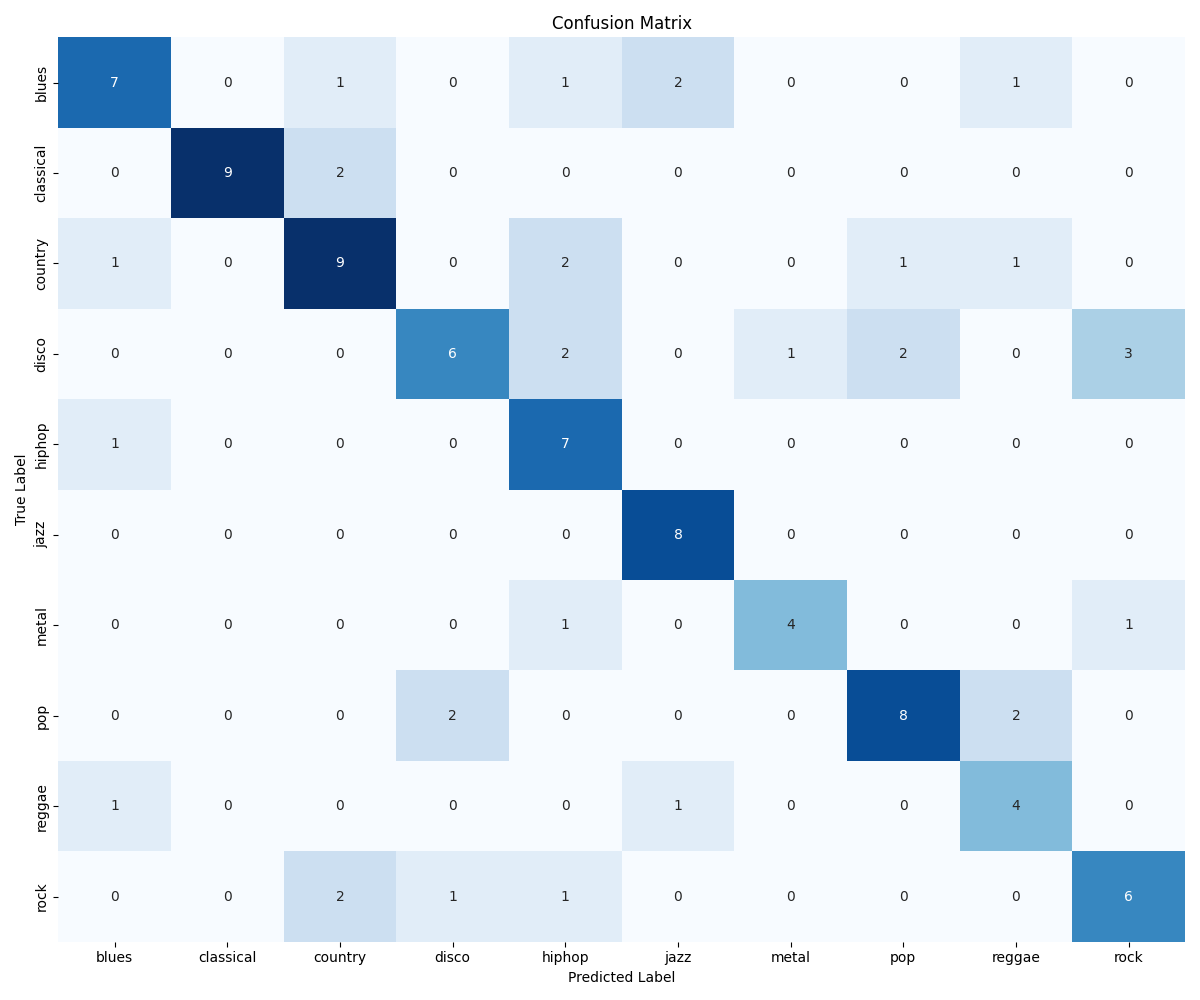 Confusion Matrix
True Label
blues 7 0 1 0 1 2 0 0 1 0
classical 0 9 2 0 0 0 0 0 0 0
country 1 0 9 0 2 0 0 1 1 0
disco 0 0 0 6 2 0 1 2 0 3
hiphop 1 0 0 0 7 0 0 0 0 0
jazz 0 0 0 0 0 8 0 0 0 0
metal 0 0 0 0 1 0 4 0 0 1
pop 0 0 0 2 0 0 0 8 2 0
reggae 1 0 0 0 0 1 0 0 4 0
rock 0 0 2 1 1 0 0 0 0 6
blues classical country disco hiphop jazz metal pop reggae rock
Predicted Label